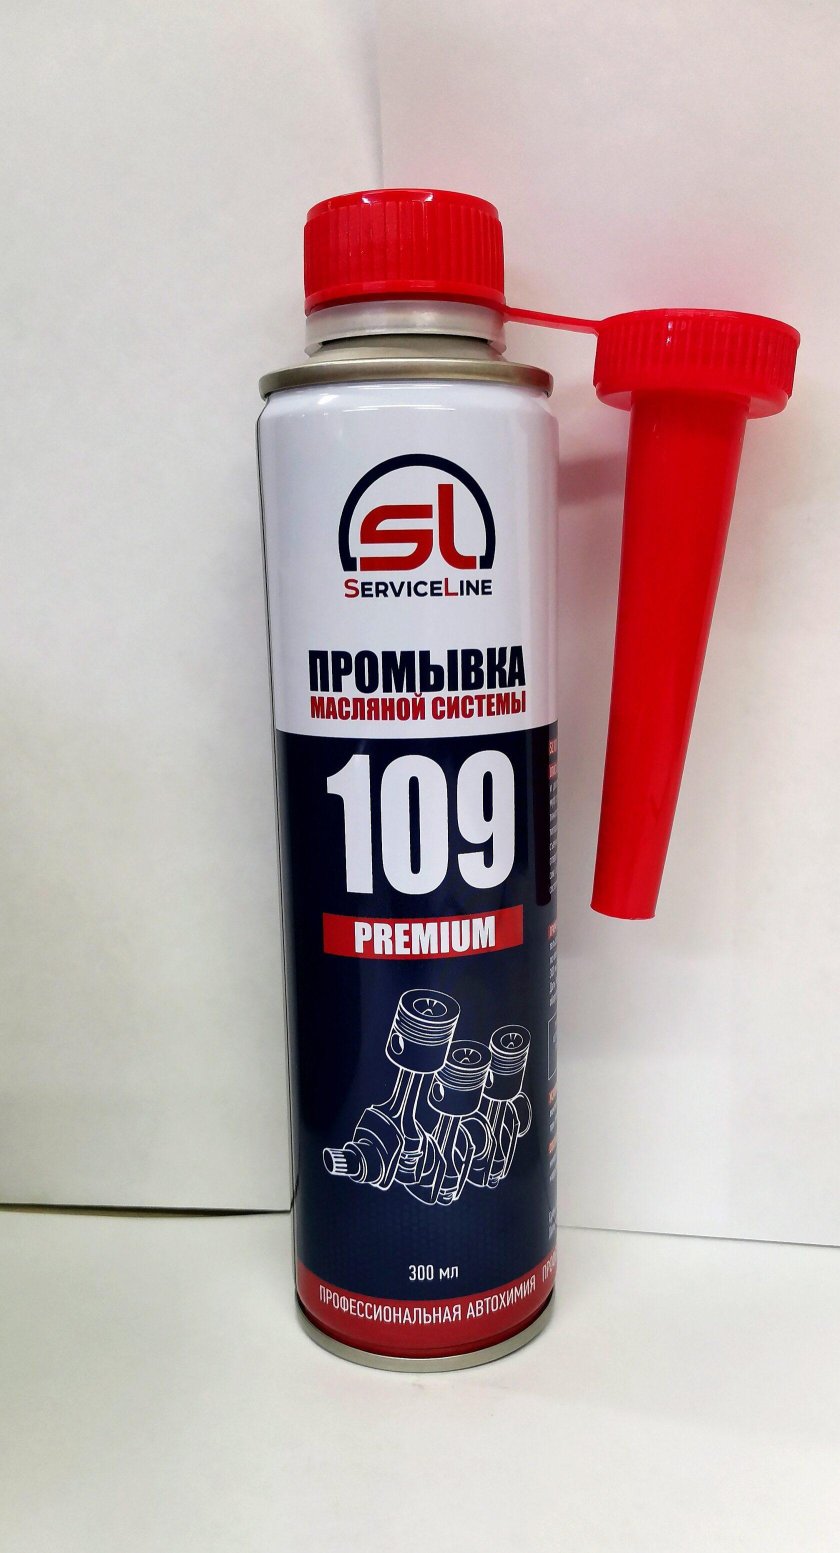 SL
SERVICELINE
ПРОМЫВКА
МАСЛЯНОЙ СИСТЕМЫ
109
PREMIUM
300 мл
ПРОФЕССИОНАЛЬНАЯ АВТОХИМИЯ